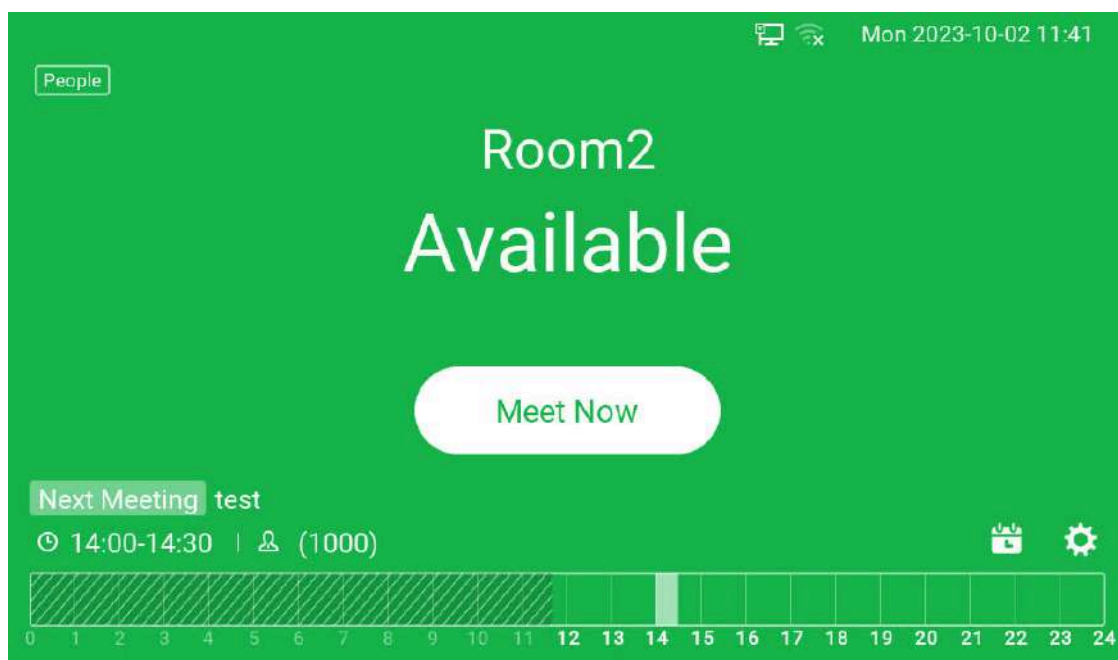 Mon 2023-10-02 11:41
People
Room2
Available
Meet Now
Next Meeting test
14:00-14:30 | (1000)
0 1 2 3 4 5 6 7 8 9 10 11 12 13 14 15 16 17 18 19 20 21 22 23 24